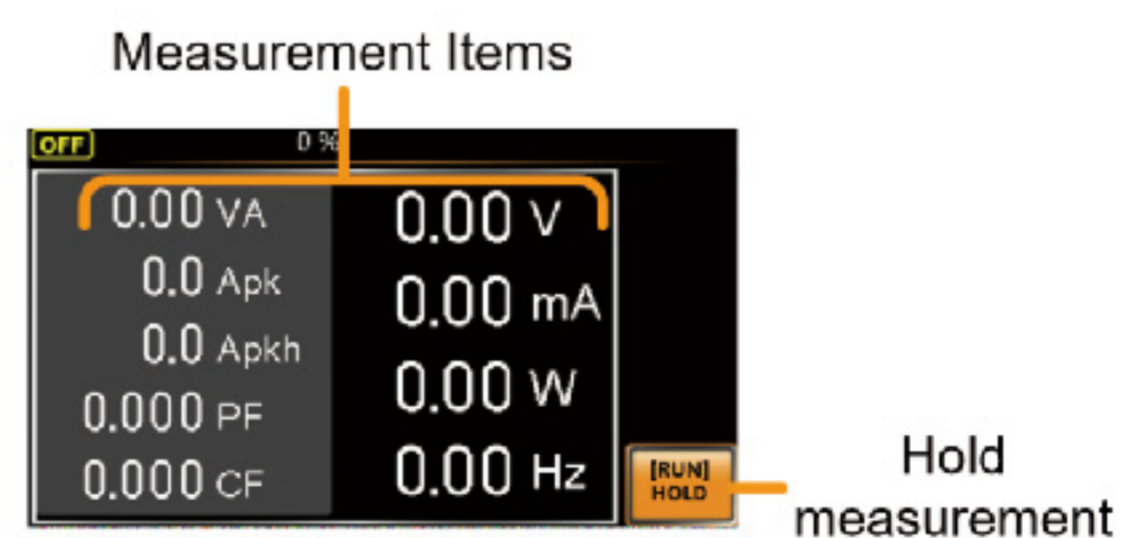 Measurement Items
OFF 0 %
0.00 VA 0.00 V
0.0 Apk 0.00 mA
0.0 Apkh 0.00 W
0.000 PF 0.00 Hz
0.000 CF
[RUN]
HOLD
Hold
measurement